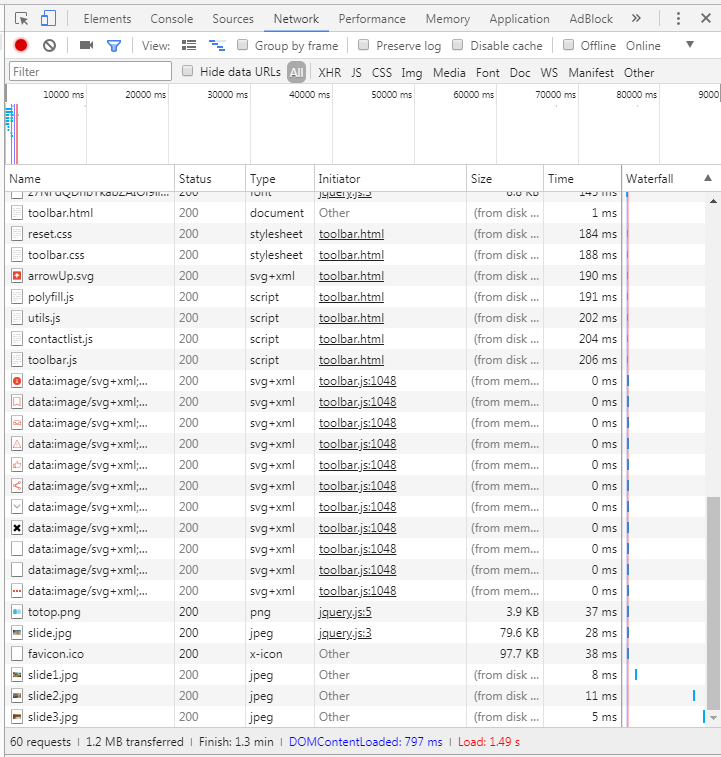 Elements Console Sources Network Performance Memory Application AdBlock »
View: Group by frame Preserve log Disable cache Offline Online
Filter Hide data URLs All XHR JS CSS Img Media Font Doc WS Manifest Other
10000 ms 20000 ms 30000 ms 40000 ms 50000 ms 60000 ms 70000 ms 80000 ms 9000
Name Status Type Initiator Size Time Waterfall
200 font jquery.js:3 8.8 KB 145 ms
toolbar.html 200 document Other (from disk ... 1 ms
reset.css 200 stylesheet toolbar.html (from disk ... 184 ms
toolbar.css 200 stylesheet toolbar.html (from disk ... 188 ms
arrowUp.svg 200 svg+xml toolbar.html (from disk ... 190 ms
polyfill.js 200 script toolbar.html (from disk ... 191 ms
utils.js 200 script toolbar.html (from disk ... 202 ms
contactlist.js 200 script toolbar.html (from disk ... 204 ms
toolbar.js 200 script toolbar.html (from disk ... 206 ms
data:image/svg+xml;... 200 svg+xml toolbar.js:1048 (from mem... 0 ms
data:image/svg+xml;... 200 svg+xml toolbar.js:1048 (from mem... 0 ms
data:image/svg+xml;... 200 svg+xml toolbar.js:1048 (from mem... 0 ms
data:image/svg+xml;... 200 svg+xml toolbar.js:1048 (from mem... 0 ms
data:image/svg+xml;... 200 svg+xml toolbar.js:1048 (from mem... 0 ms
data:image/svg+xml;... 200 svg+xml toolbar.js:1048 (from mem... 0 ms
data:image/svg+xml;... 200 svg+xml toolbar.js:1048 (from mem... 0 ms
data:image/svg+xml;... 200 svg+xml toolbar.js:1048 (from mem... 0 ms
data:image/svg+xml;... 200 svg+xml toolbar.js:1048 (from mem... 0 ms
data:image/svg+xml;... 200 svg+xml toolbar.js:1048 (from mem... 0 ms
data:image/svg+xml;... 200 svg+xml toolbar.js:1048 (from mem... 0 ms
totop.png 200 png jquery.js:5 3.9 KB 37 ms
slide.jpg 200 jpeg jquery.js:3 79.6 KB 28 ms
favicon.ico 200 x-icon Other 97.7 KB 38 ms
slide1.jpg 200 jpeg Other (from disk ... 8 ms
slide2.jpg 200 jpeg Other (from disk ... 11 ms
slide3.jpg 200 jpeg Other (from disk ... 5 ms
60 requests | 1.2 MB transferred | Finish: 1.3 min | DOMContentLoaded: 797 ms | Load: 1.49 s